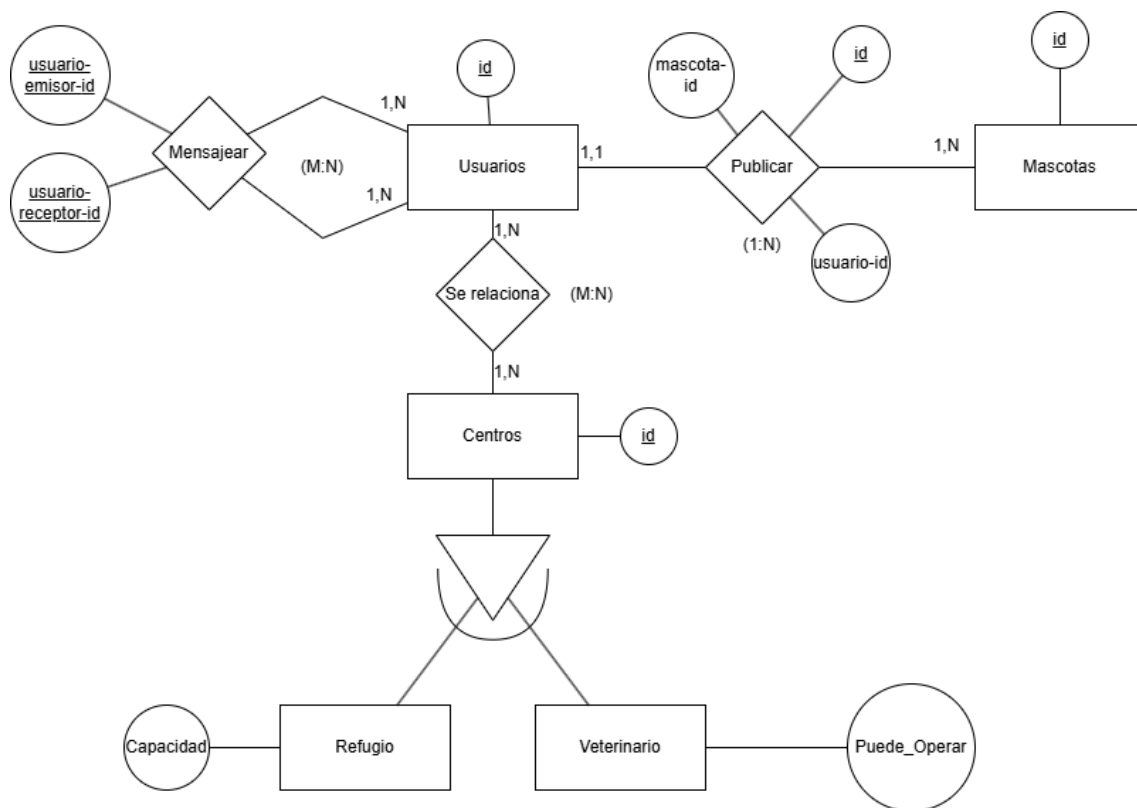 usuario-
emisor-id
usuario-
receptor-id
Mensajear
1,N
(M:N)
1,N
id
Usuarios
1,1
mascota-
id
id
Publicar
(1:N)
usuario-id
1,N
id
Mascotas
1,N
Se relaciona
(M:N)
1,N
Centros
id
Capacidad
Refugio
Veterinario
Puede_Operar